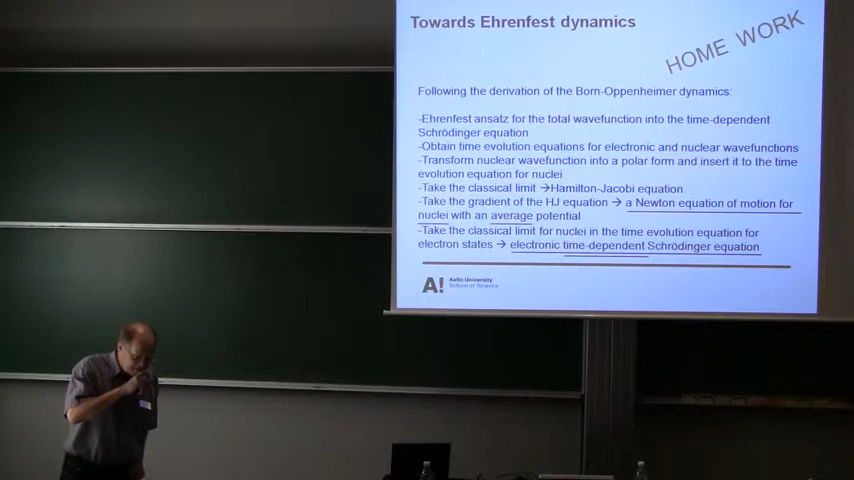 Towards Ehrenfest dynamics
HOME WORK
Following the derivation of the Born-Oppenheimer dynamics:
-Ehrenfest ansatz for the total wavefunction into the time-dependent
Schrödinger equation
-Obtain time evolution equations for electronic and nuclear wavefunctions
-Transform nuclear wavefunction into a polar form and insert it to the time
evolution equation for nuclei
-Take the classical limit →Hamilton-Jacobi equation
-Take the gradient of the HJ equation → a Newton equation of motion for
nuclei with an average potential
-Take the classical limit for nuclei in the time evolution equation for
electron states → electronic time-dependent Schrödinger equation
A!
Aalto University
School of Science